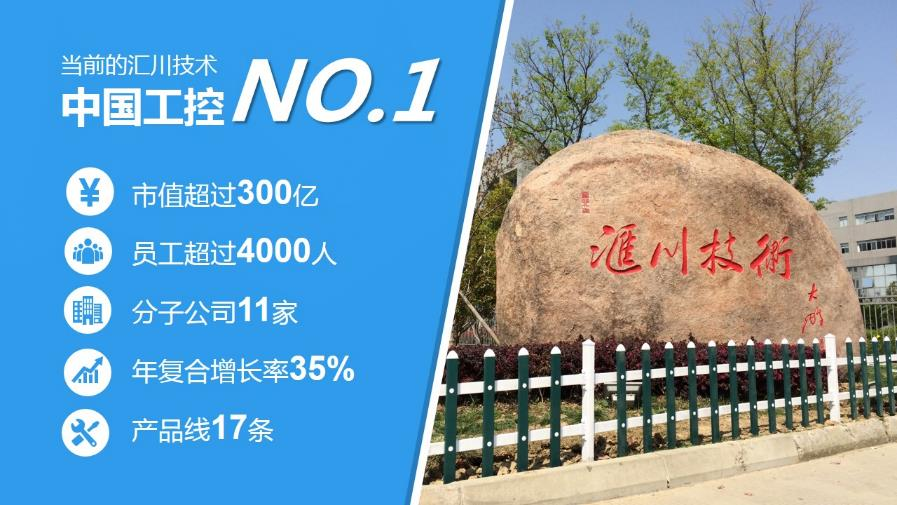 当前的汇川技术
中国工控NO.1
¥
市值超过300亿
员工超过4000人
分子公司11家
年复合增长率35%
产品线17条
滙川技術